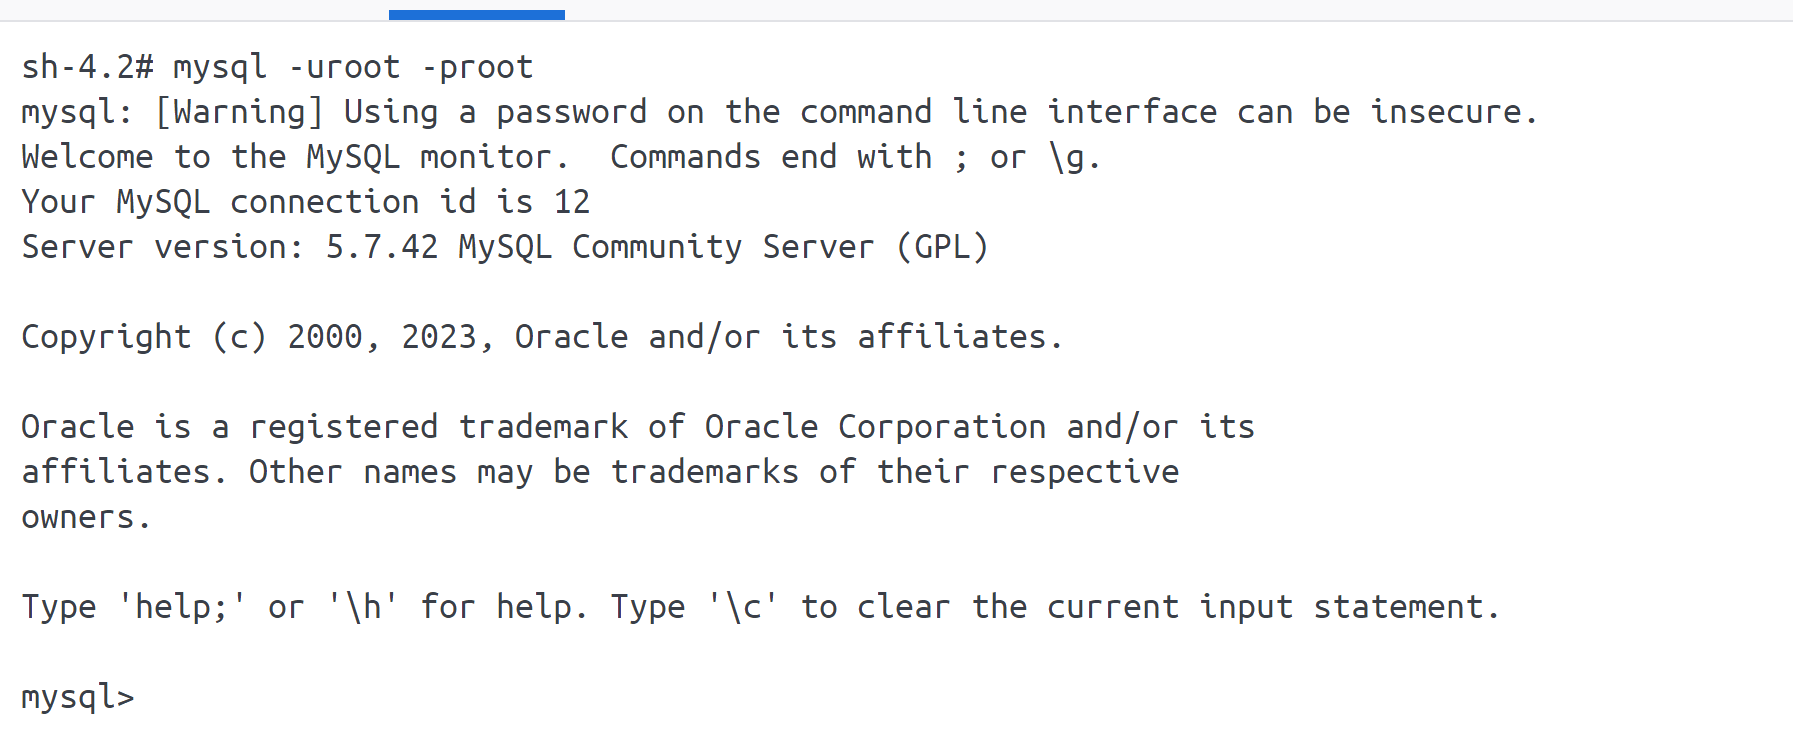 sh-4.2# mysql -uroot -proot
mysql: [Warning] Using a password on the command line interface can be insecure.
Welcome to the MySQL monitor.  Commands end with ; or \g.
Your MySQL connection id is 12
Server version: 5.7.42 MySQL Community Server (GPL)

Copyright (c) 2000, 2023, Oracle and/or its affiliates.

Oracle is a registered trademark of Oracle Corporation and/or its
affiliates. Other names may be trademarks of their respective
owners.

Type 'help;' or '\h' for help. Type '\c' to clear the current input statement.

mysql>